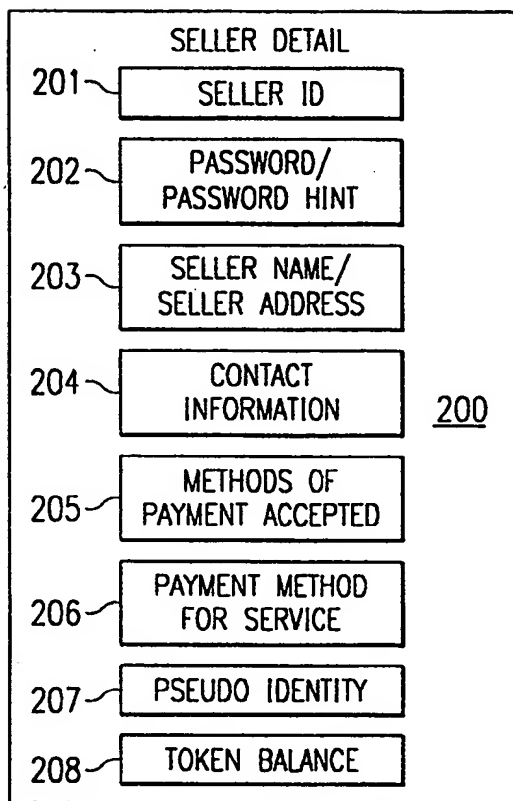 SELLER DETAIL
201
SELLER ID
202
PASSWORD/
PASSWORD HINT
203
SELLER NAME/
SELLER ADDRESS
204
CONTACT
INFORMATION
200
205
METHODS OF
PAYMENT ACCEPTED
206
PAYMENT METHOD
FOR SERVICE
207
PSEUDO IDENTITY
208
TOKEN BALANCE